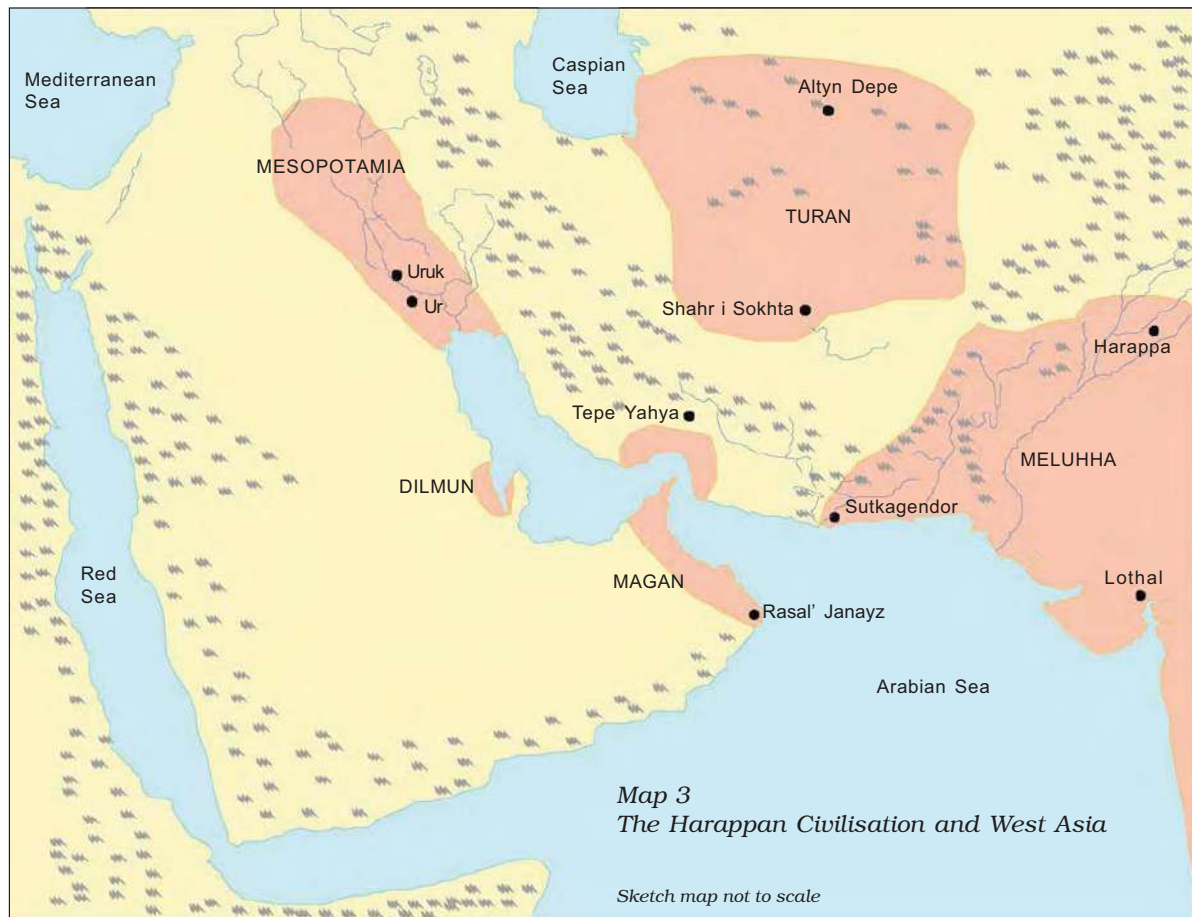 Mediterranean
Sea
Caspian
Sea
Altyn Depe
MESOPOTAMIA
TURAN
Uruk
Ur
Shahr i Sokhta
Harappa
Tepe Yahya
MELUHHA
DILMUN
Sutkagendor
Red
Sea
MAGAN
Lothal
Rasal' Janayz
Arabian Sea
Map 3
The Harappan Civilisation and West Asia
Sketch map not to scale